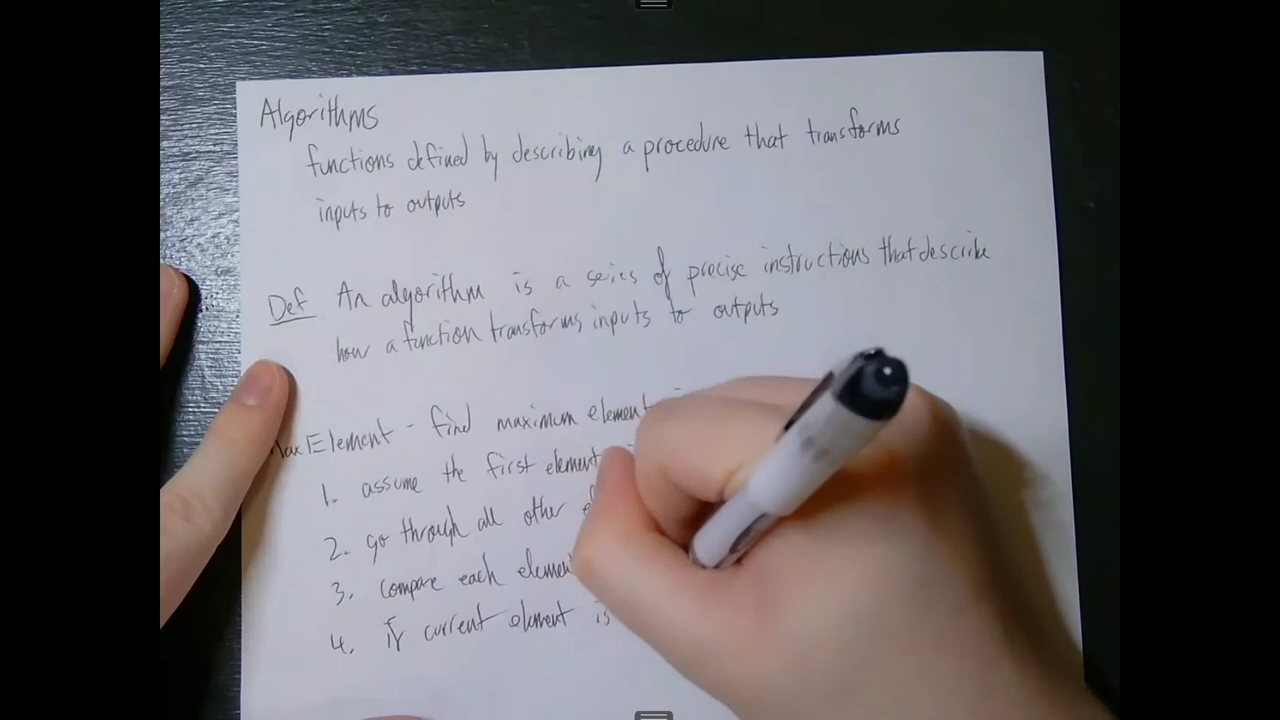 Algorithms
functions defined by describing a procedure that transforms
inputs to outputs
Def An algorithm is a series of precise instructions that describe
how a function transforms inputs to outputs
Element - find maximum element
1. assume the first element
2. go through all other
3. compare each element
4. if current element is